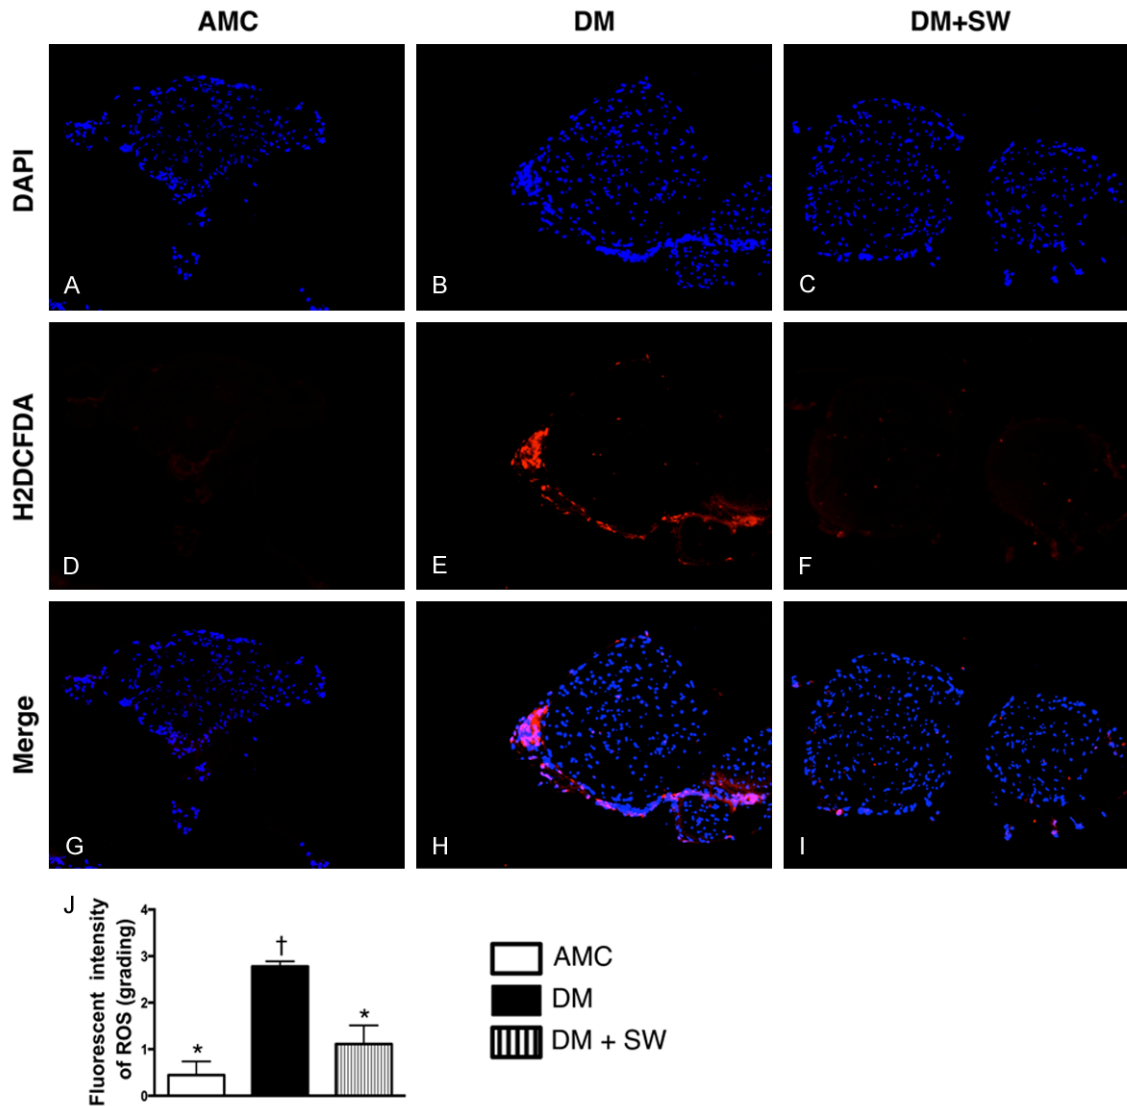 AMC DM DM+SW
DAPI
A B C
H2DCFDA
D E F
Merge
G H I
J
Fluorescent intensity
of ROS (grading)
4
3
2
1
0
*
†
*
AMC
DM
DM + SW